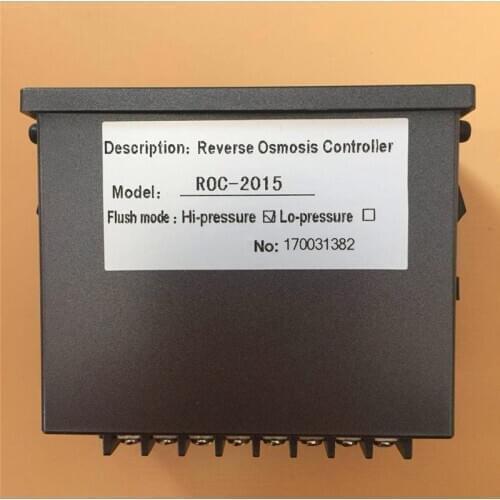 Description: Reverse Osmosis Controller
Model: ROC-2015
Flush mode : Hi-pressure ☑ Lo-pressure ☐
No: 170031382